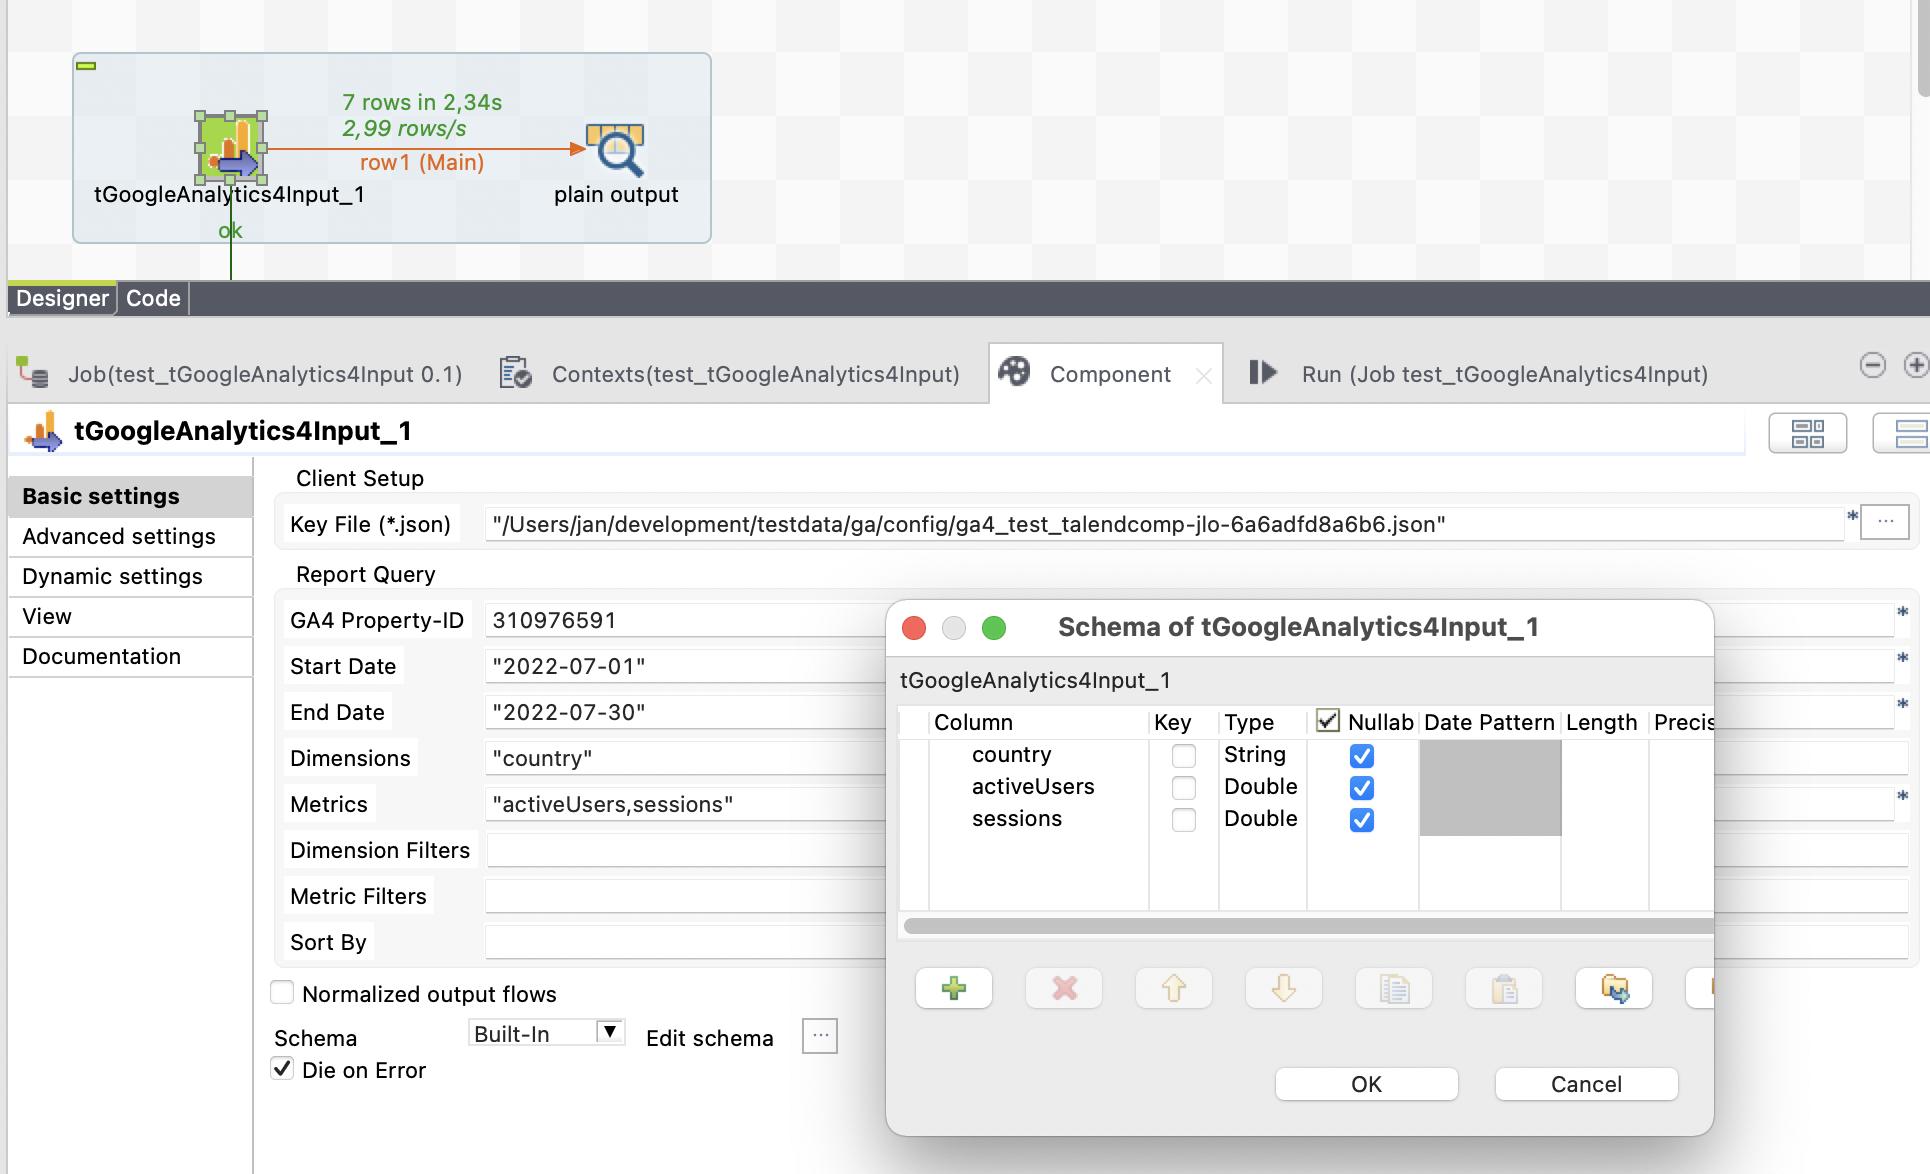 7 rows in 2,34s
2,99 rows/s
row1 (Main)
tGoogleAnalytics4Input_1
plain output
ok
Designer
Code
Job(test_tGoogleAnalytics4Input 0.1)
Contexts(test_tGoogleAnalytics4Input)
Component
Run (Job test_tGoogleAnalytics4Input)
tGoogleAnalytics4Input_1
Basic settings
Advanced settings
Dynamic settings
View
Documentation
Client Setup
Key File (*.json) "/Users/jan/development/testdata/ga/config/ga4_test_talendcomp-jlo-6a6adfd8a6b6.json" * ...
Report Query
GA4 Property-ID 310976591 *
Start Date "2022-07-01" *
End Date "2022-07-30" *
Dimensions "country"
Metrics "activeUsers,sessions" *
Dimension Filters
Metric Filters
Sort By
Normalized output flows
Schema Built-In Edit schema ...
Die on Error
Schema of tGoogleAnalytics4Input_1
tGoogleAnalytics4Input_1
Column Key Type Nullab Date Pattern Length Precis
country String
activeUsers Double
sessions Double
OK Cancel